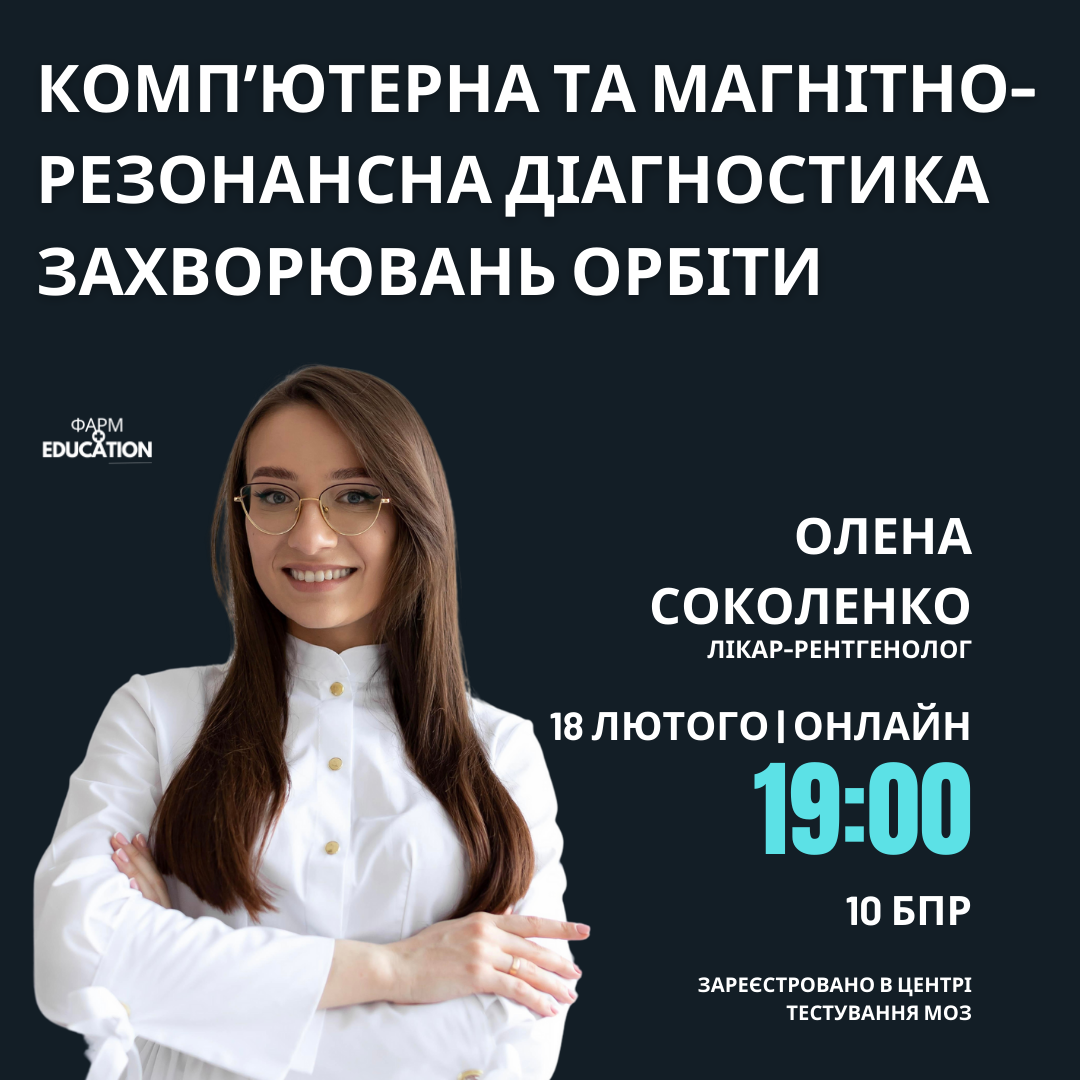 КОМП’ЮТЕРНА ТА МАГНІТНО-
РЕЗОНАНСНА ДІАГНОСТИКА
ЗАХВОРЮВАНЬ ОРБІТИ
ФАРМ
EDUCATION
ОЛЕНА
СОКОЛЕНКО
ЛІКАР-РЕНТГЕНОЛОГ
18 ЛЮТОГО | ОНЛАЙН
19:00
10 БПР
ЗАРЕЄСТРОВАНО В ЦЕНТРІ
ТЕСТУВАННЯ МОЗ